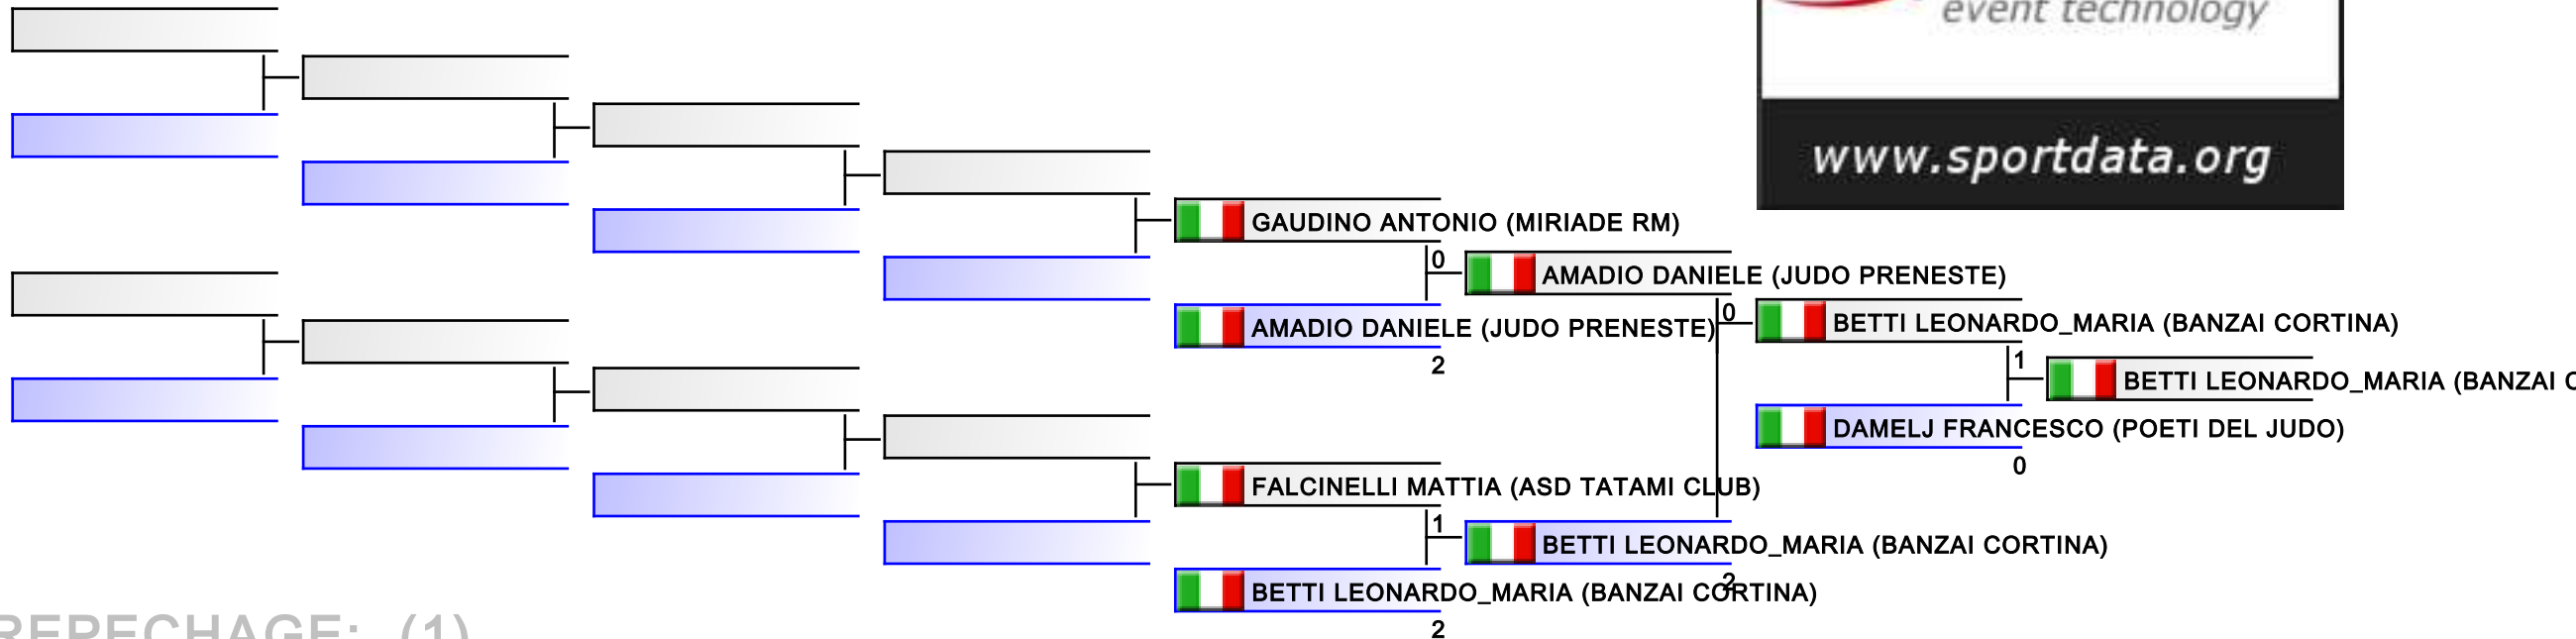 event technology
www.sportdata.org
GAUDINO ANTONIO (MIRIADE RM)
0
AMADIO DANIELE (JUDO PRENESTE)
AMADIO DANIELE (JUDO PRENESTE)
2
0
BETTI LEONARDO_MARIA (BANZAI CORTINA)
1
BETTI LEONARDO_MARIA (BANZAI C
DAMELJ FRANCESCO (POETI DEL JUDO)
0
FALCINELLI MATTIA (ASD TATAMI CLUB)
1
BETTI LEONARDO_MARIA (BANZAI CORTINA)
2
BETTI LEONARDO_MARIA (BANZAI CORTINA)
2
REPECHAGE: (1)